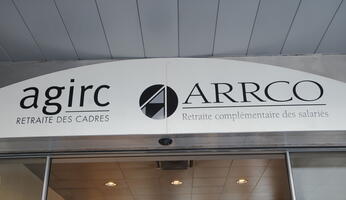 agirc
RETRAITE DES CADRES
ARRCO
Retraite complémentaire des salariés